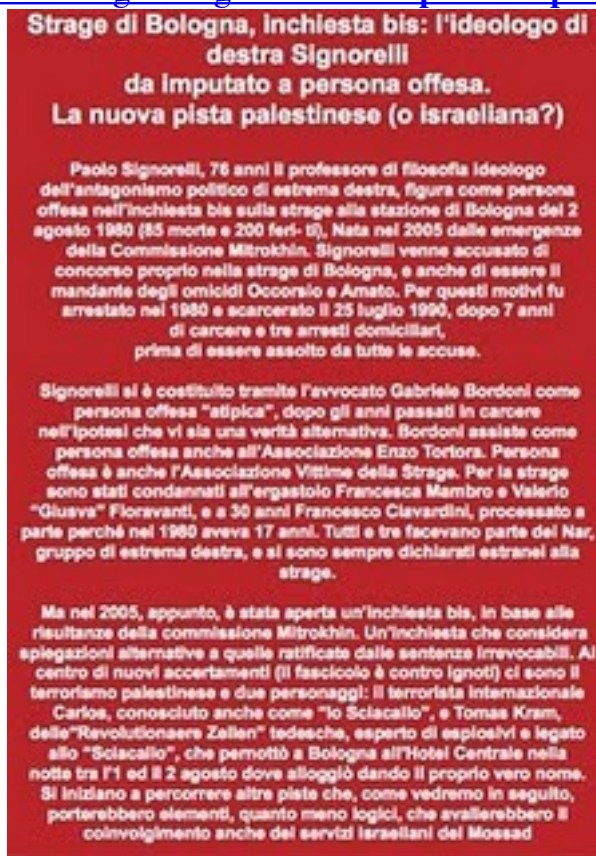 Strage di Bologna, inchiesta bis: l'ideologo di
destra Signorelli
da imputato a persona offesa.
La nuova pista palestinese (o israeliana?)
Paolo Signorelli, 76 anni il professore di filosofia ideologo
dell'antagonismo politico di estrema destra, figura come persona
offesa nell'inchiesta bis sulla strage alla stazione di Bologna del 2
agosto 1980 (85 morte e 200 feri- ti), Nata nel 2005 dalle emergenze
della Commissione Mitrokhin. Signorelli venne accusato di
concorso proprio nella strage di Bologna, e anche di essere il
mandante degli omicidi Occorsio e Amato. Per questi motivi fu
arrestato nel 1980 e scarcerato il 25 luglio 1990, dopo 7 anni
di carcere e tre arresti domiciliari,
prima di essere assolto da tutte le accuse.
Signorelli si è costituito tramite l'avvocato Gabriele Bordoni come
persona offesa "atipica", dopo gli anni passati in carcere
nell'ipotesi che vi sia una verità alternativa. Bordoni assiste come
persona offesa anche all'Associazione Enzo Tortora. Persona
offesa è anche l'Associazione Vittime della Strage. Per la strage
sono stati condannati all'ergastolo Francesca Mambro e Valerio
"Giusva" Fioravanti, e a 30 anni Francesco Ciavardini, processato a
parte perché nel 1980 aveva 17 anni. Tutti e tre facevano parte dei Nar,
gruppo di estrema destra, e si sono sempre dichiarati estranei alla
strage.
Ma nel 2005, appunto, è stata aperta un'inchiesta bis, in base alle
risultanze della commissione Mitrokhin. Un'inchiesta che considera
spiegazioni alternative a quelle ratificate dalle sentenze irrevocabili. Al
centro di nuovi accertamenti (il fascicolo è contro ignoti) ci sono il
terrorismo palestinese e due personaggi: il terrorista internazionale
Carlos, conosciuto anche come "lo Sciacallo", e Tomas Kram,
delle"Revolutionaere Zellen" tedesche, esperto di esplosivi e legato
allo "Sciacallo", che pernottò a Bologna all'Hotel Centrale nella
notte tra l'1 ed il 2 agosto dove alloggiò dando il proprio vero nome.
Si iniziano a percorrere altre piste che, come vedremo in seguito,
porterebbero elementi, quanto meno logici, che avallerebbero il
coinvolgimento anche dei servizi israeliani del Mossad